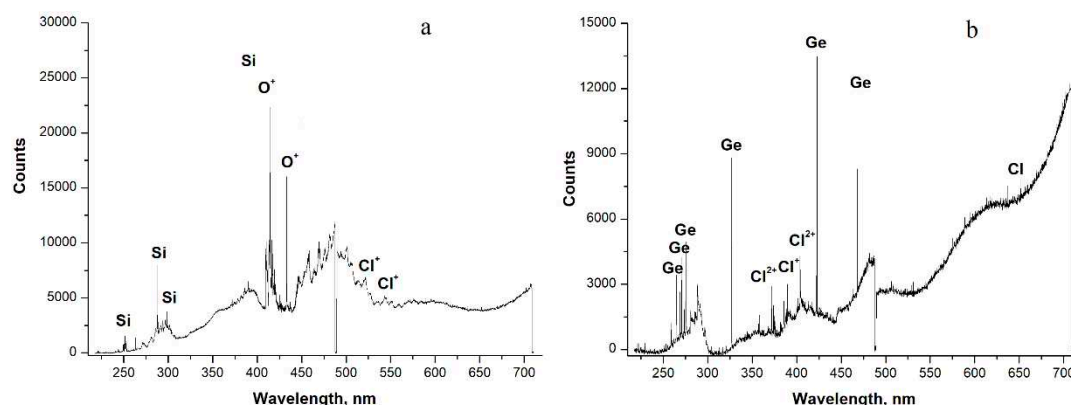 a
30000
25000
20000
15000
10000
5000
0
Counts
Si
O⁺
O⁺
Si
Si
Si
Cl⁺
Cl⁺
250 300 350 400 450 500 550 600 650 700
Wavelength, nm
b
15000
12000
9000
6000
3000
0
Counts
Ge
Ge
Ge
Ge
Ge
Ge
Cl²⁺
Cl⁺
Cl²⁺
Cl
250 300 350 400 450 500 550 600 650 700
Wavelength, nm